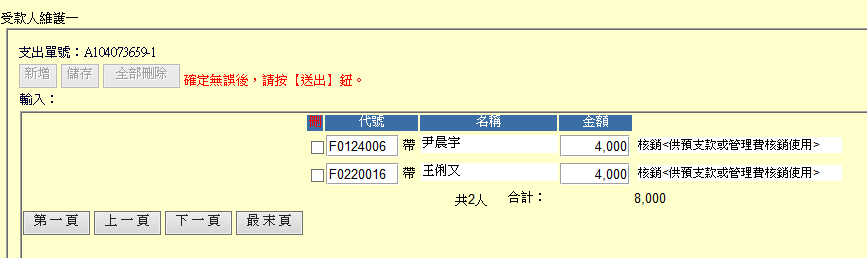 受款人維護一
支出單號：A104073659-1
新增 儲存 全部刪除 確定無誤後，請按【送出】鈕。
輸入：
刪 代號 名稱 金額
F0124006 帶 尹晨宇 4,000 核銷<供預支款或管理費核銷使用>
F0220016 帶 王俐又 4,000 核銷<供預支款或管理費核銷使用>
共2人 合計： 8,000
第一頁 上一頁 下一頁 最末頁